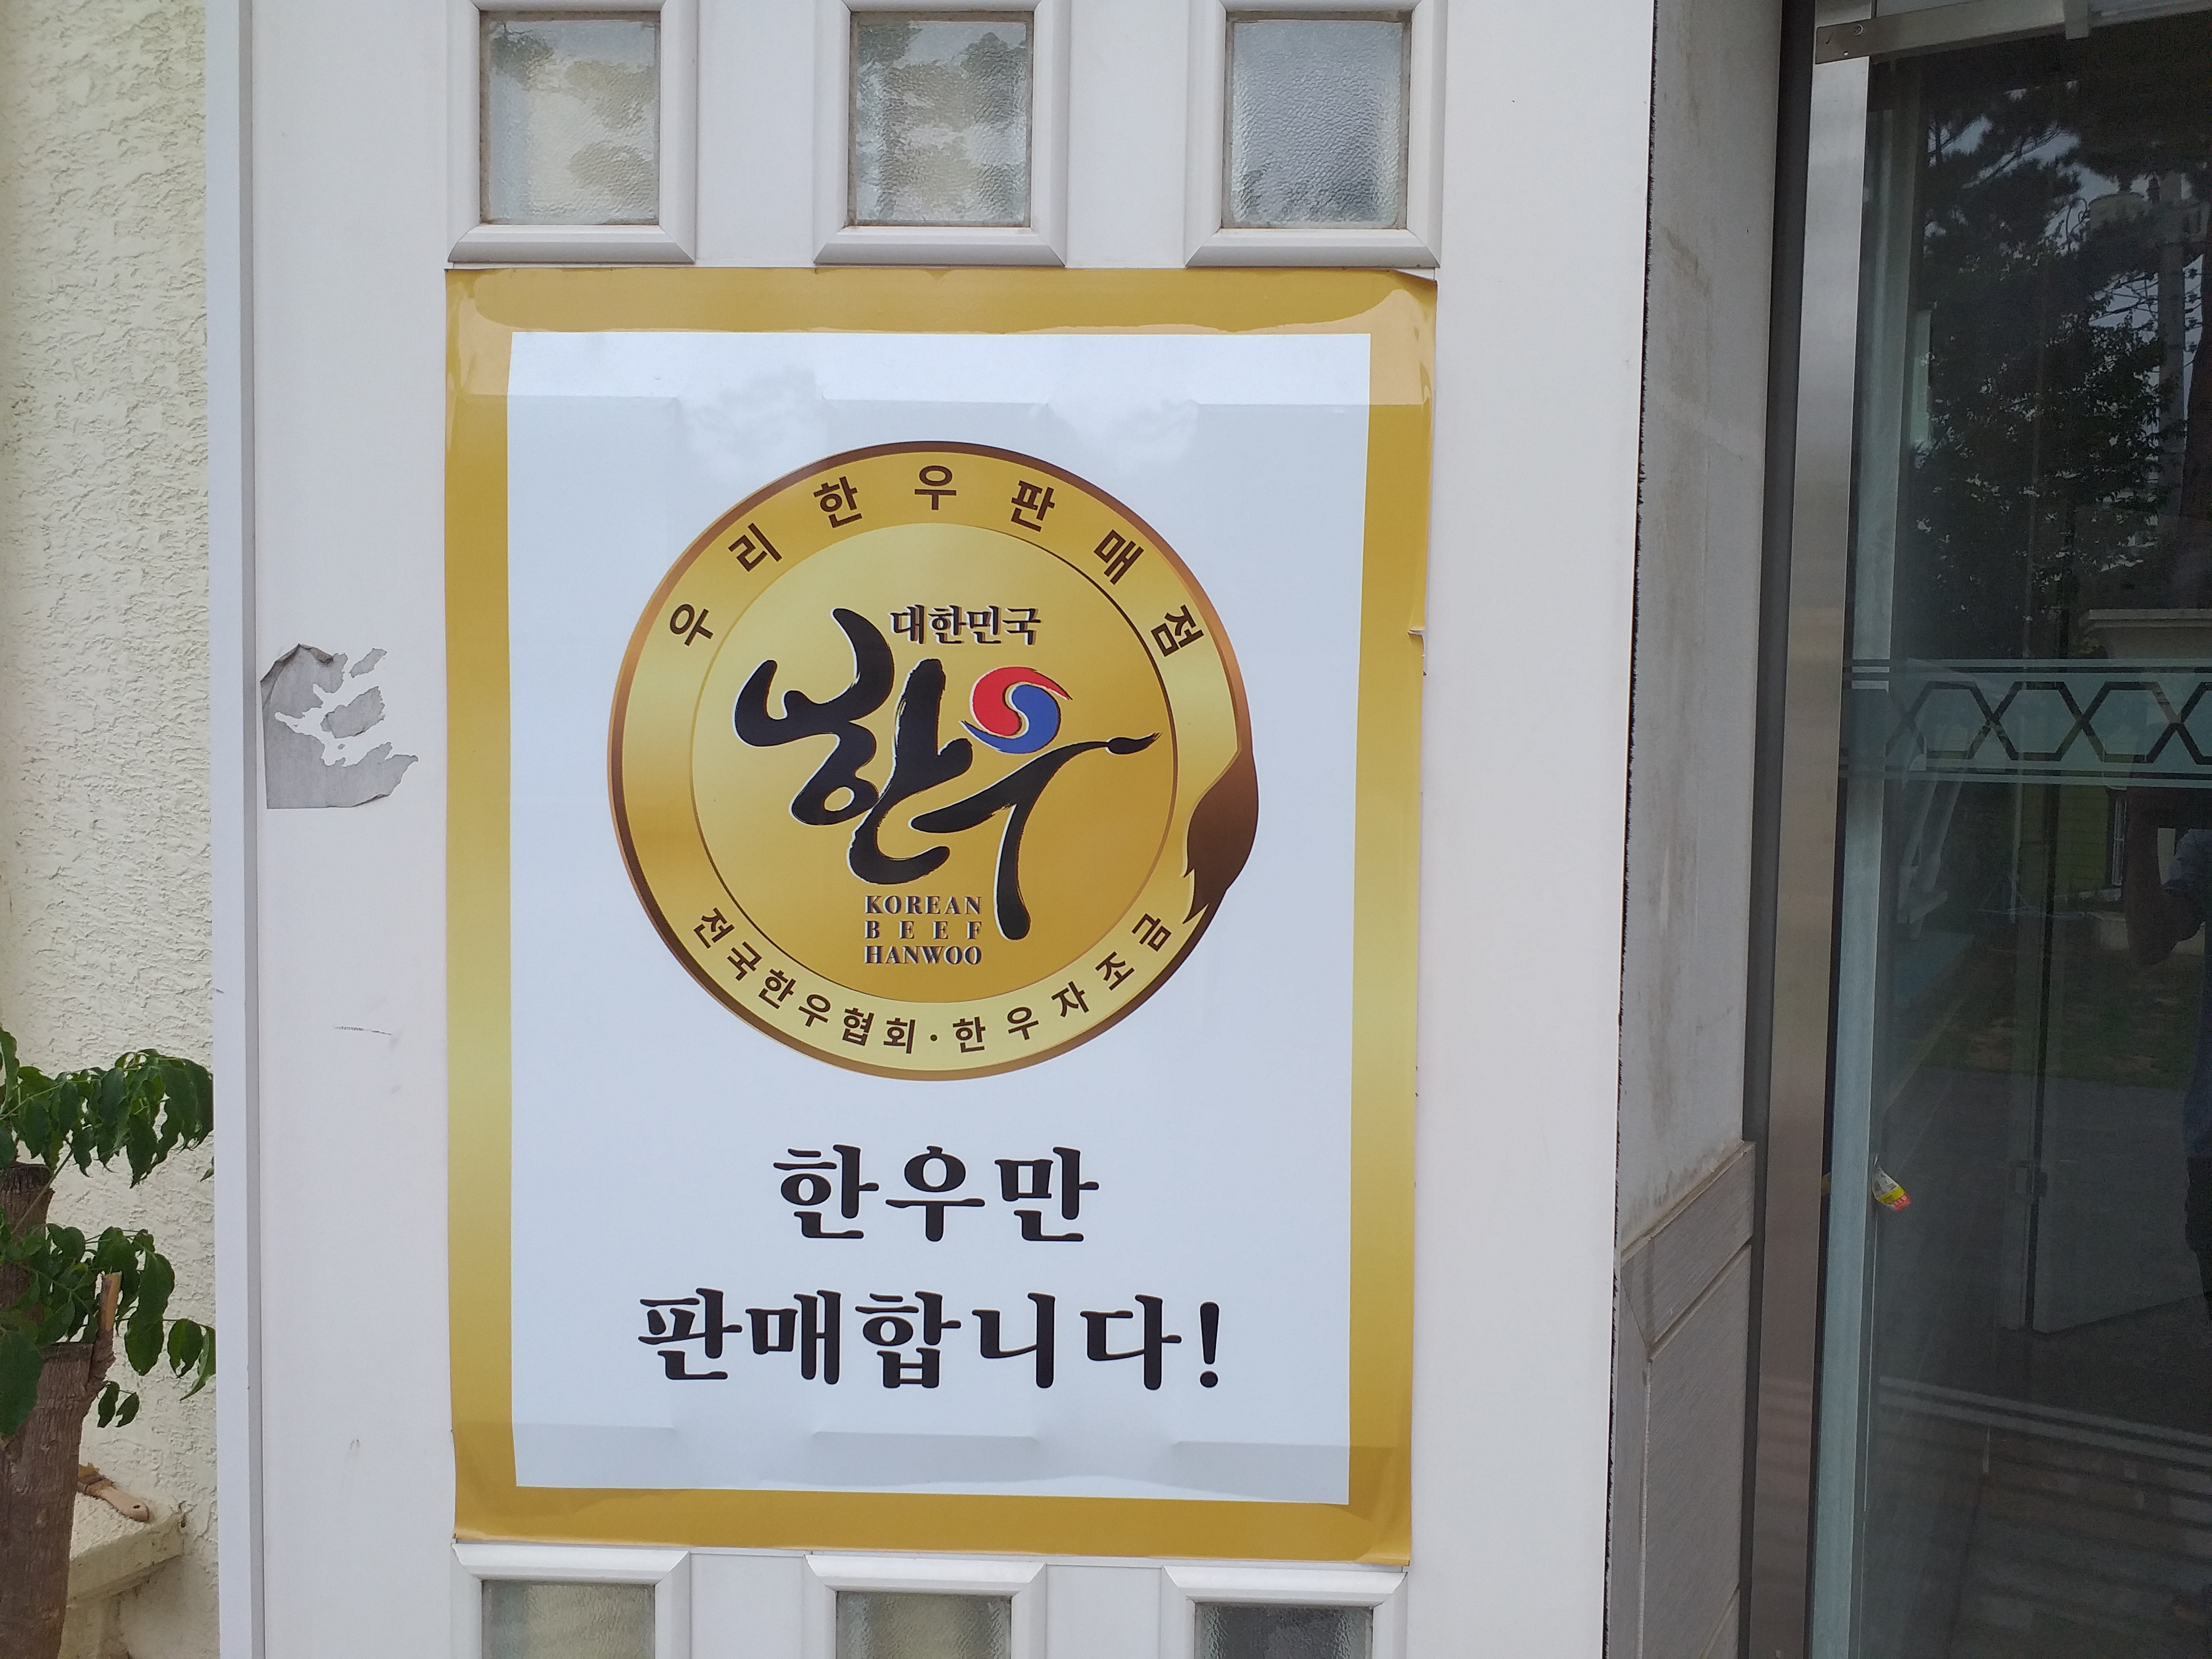 우리한우판매점
대한민국
한우
KOREAN
BEEF
HANWOO
전국한우협회·한우자조금
한우만
판매합니다!